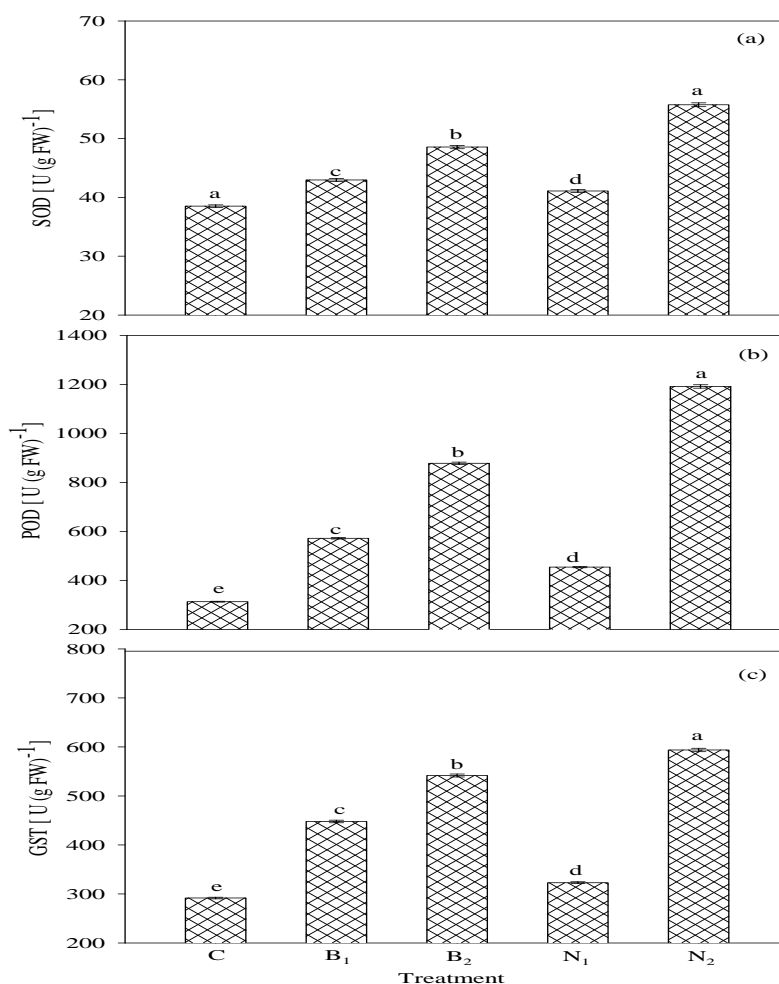 70
(a)
60
50
40
30
20
SOD [ U (g FW)⁻¹]
a
c
b
d
a
1400
(b)
1200
1000
800
600
400
200
POD [ U (g FW)⁻¹]
e
c
b
d
a
800
(c)
700
600
500
400
300
200
GST [ U (g FW)⁻¹]
e
c
b
d
a
C B₁ B₂ N₁ N₂
Treatment